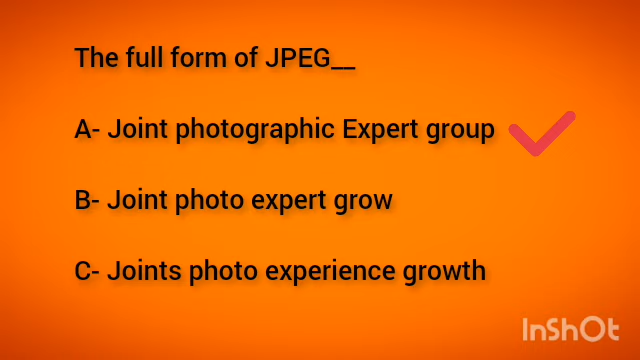 The full form of JPEG__
A- Joint photographic Expert group
B- Joint photo expert grow
C- Joints photo experience growth
InShOt